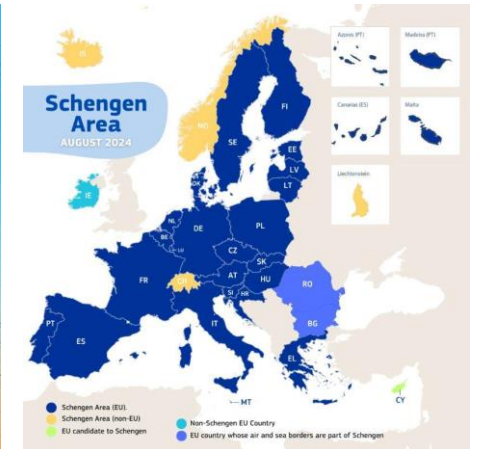 Schengen
Area
AUGUST 2024
IS
NO
SE
FI
EE
LV
LT
DK
IE
NL
BE
LU
DE
PL
CZ
SK
FR
CH
AT
HU
SI
HR
RO
BG
PT
ES
IT
EL
MT
CY
Azores (PT)
Madeira (PT)
Canarias (ES)
Malta
Liechtenstein
Schengen Area (EU).
Schengen Area (non-EU)
EU candidate to Schengen
Non-Schengen EU Country
EU country whose air and sea borders are part of Schengen